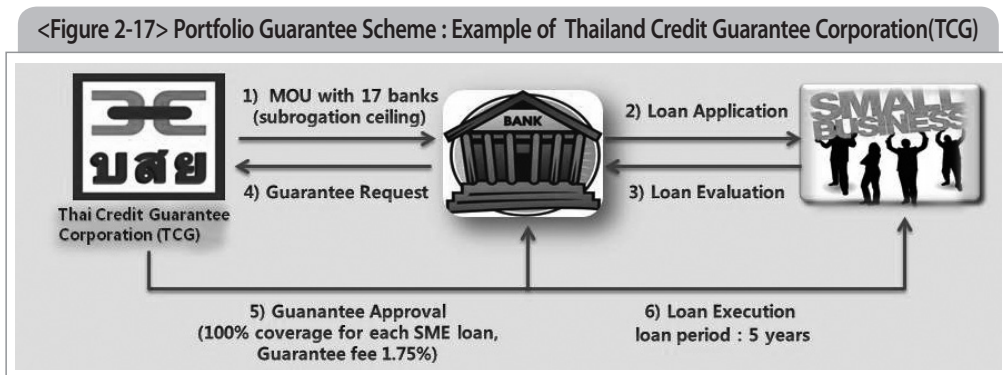 <Figure 2-17> Portfolio Guarantee Scheme : Example of Thailand Credit Guarantee Corporation(TCG)
1) MOU with 17 banks
(subrogation ceiling)
BANK
2) Loan Application
SMALL
BUSINESS
บสย
4) Guarantee Request
3) Loan Evaluation
Thai Credit Guarantee
Corporation (TCG)
5) Guanantee Approval
(100% coverage for each SME loan,
Guarantee fee 1.75%)
6) Loan Execution
loan period : 5 years